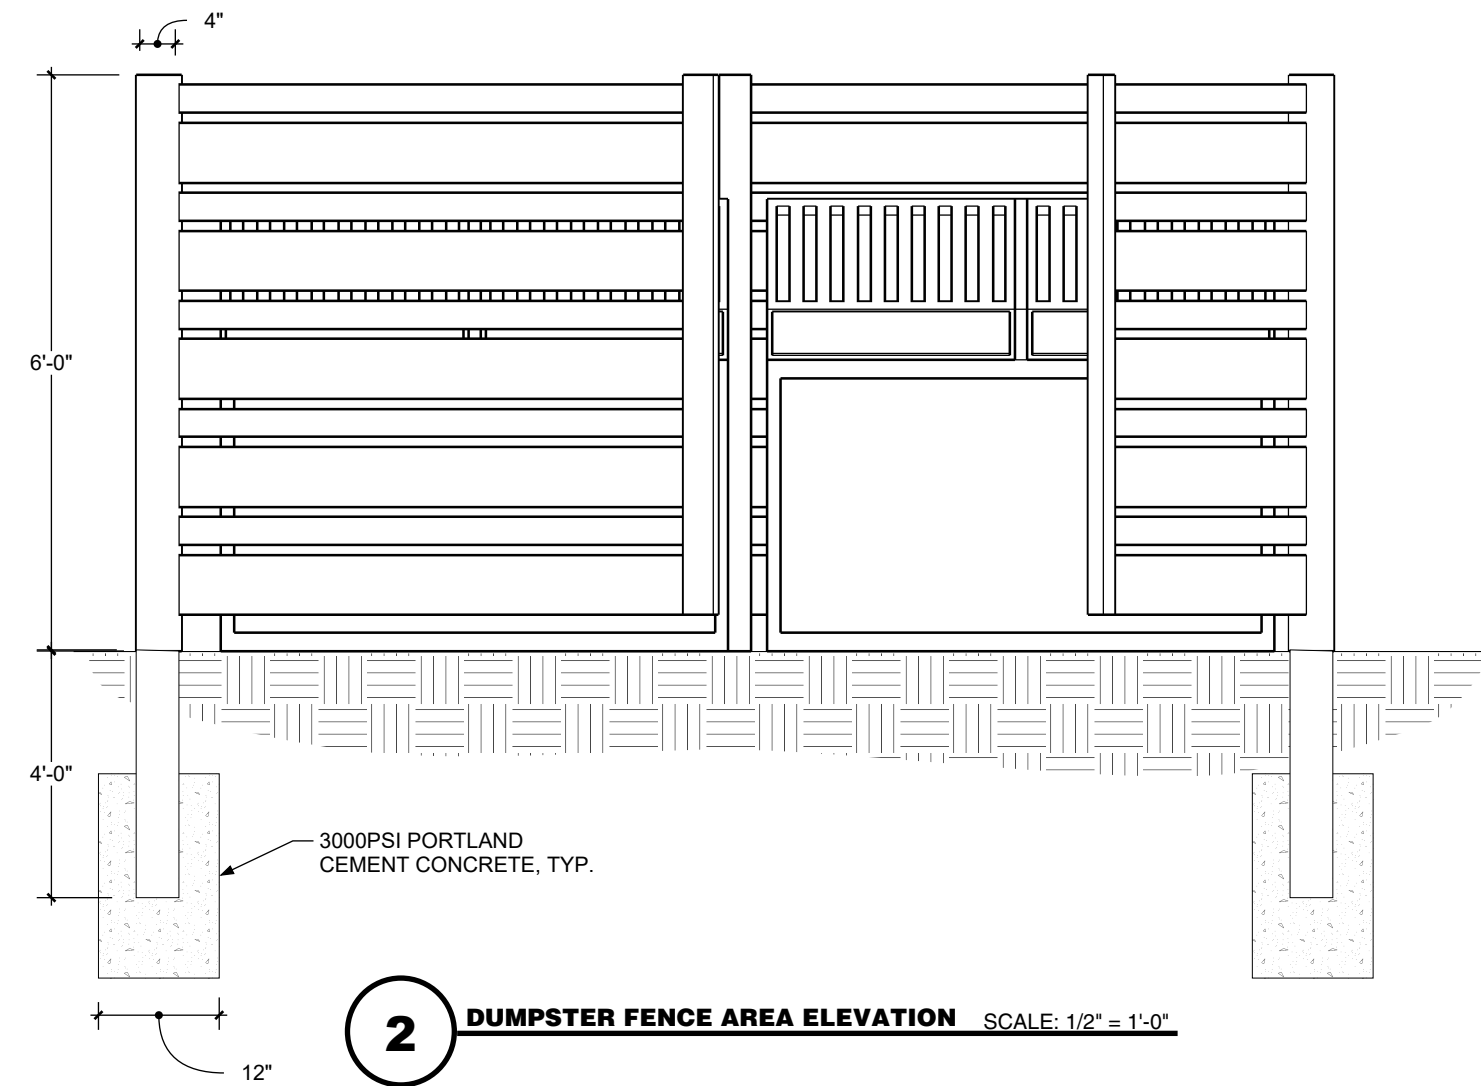 4"
6'-0"
4'-0"
3000PSI PORTLAND
CEMENT CONCRETE, TYP.
2
DUMPSTER FENCE AREA ELEVATION SCALE: 1/2" = 1'-0"
12"